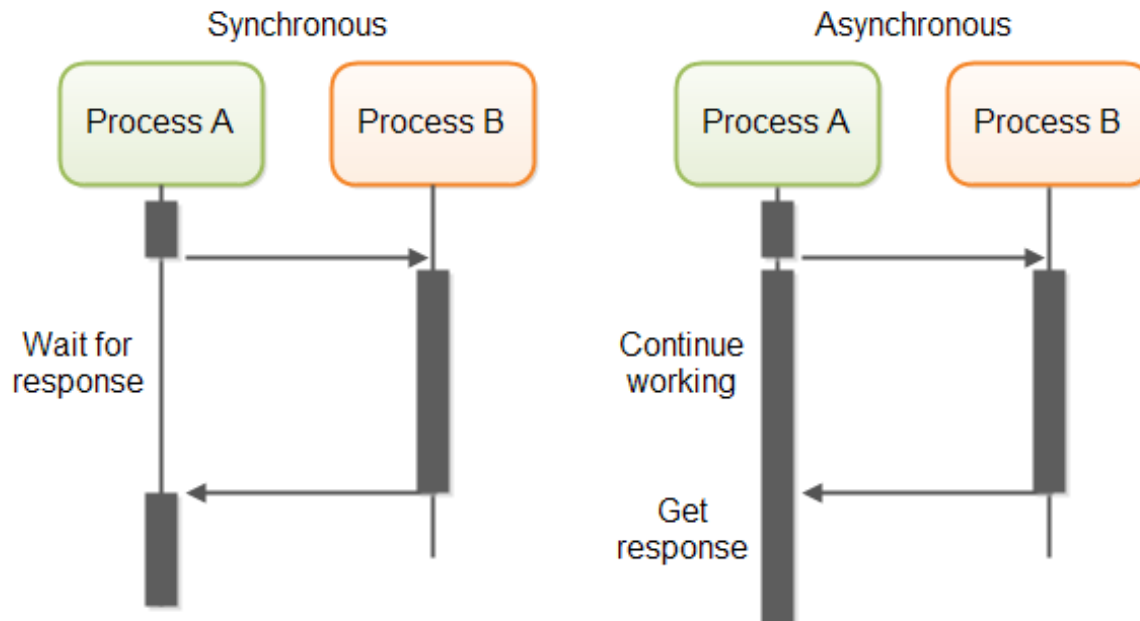 Synchronous
Asynchronous
Process A
Process B
Process A
Process B
Wait for
response
Continue
working
Get
response